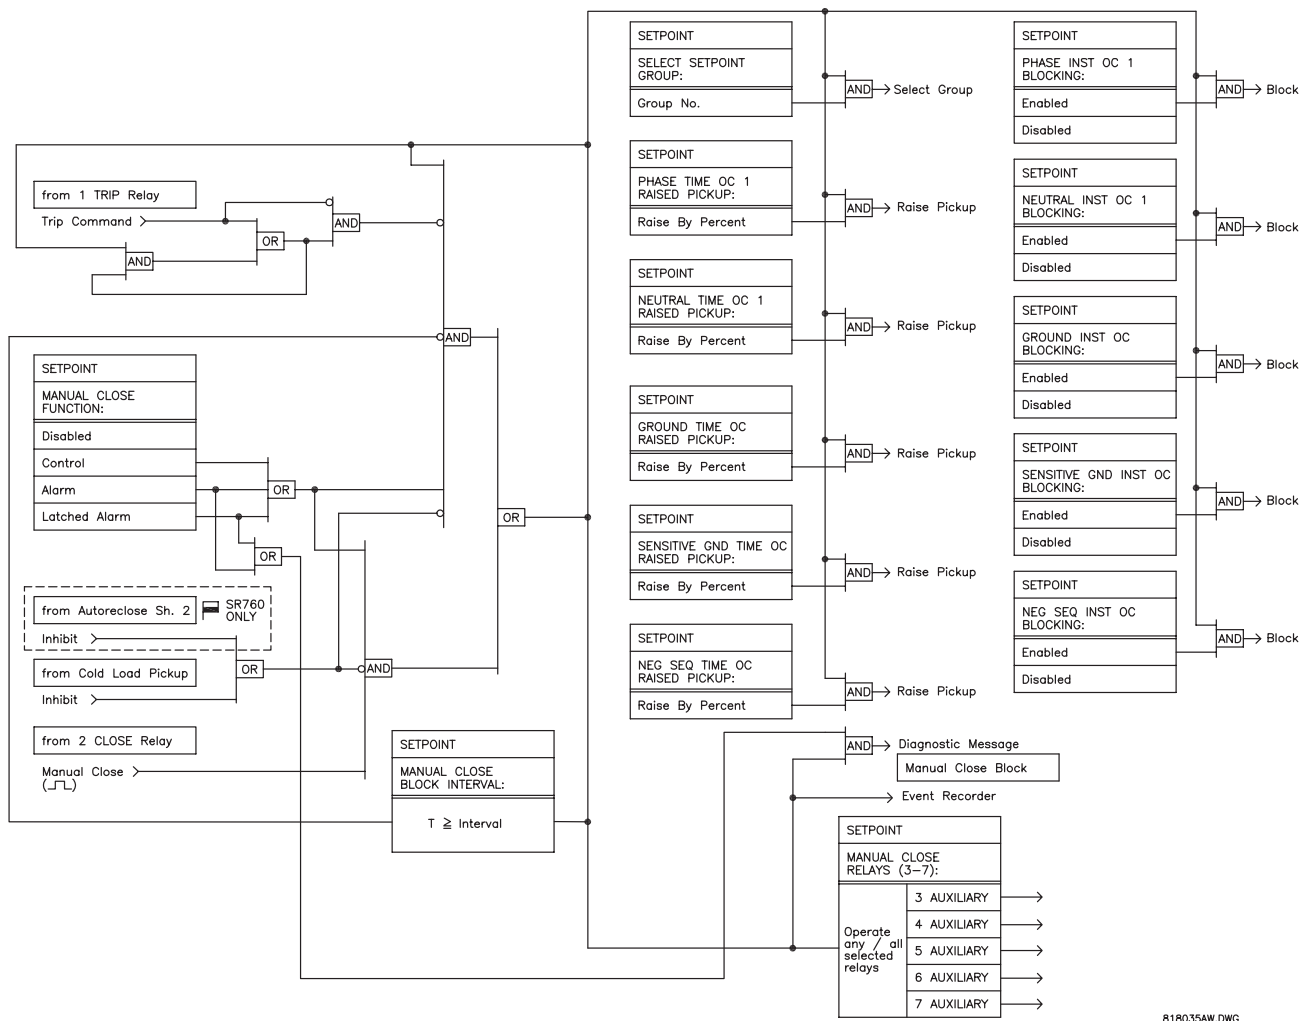 SETPOINT
SELECT SETPOINT
GROUP:
Group No.
AND
Select Group
SETPOINT
PHASE INST OC 1
BLOCKING:
Enabled
Disabled
AND
Block
from 1 TRIP Relay
Trip Command
AND
OR
AND
SETPOINT
PHASE TIME OC 1
RAISED PICKUP:
Raise By Percent
AND
Raise Pickup
SETPOINT
NEUTRAL INST OC 1
BLOCKING:
Enabled
Disabled
AND
Block
SETPOINT
NEUTRAL TIME OC 1
RAISED PICKUP:
Raise By Percent
AND
Raise Pickup
SETPOINT
GROUND INST OC
BLOCKING:
Enabled
Disabled
AND
Block
AND
SETPOINT
MANUAL CLOSE
FUNCTION:
Disabled
Control
Alarm
Latched Alarm
OR
OR
OR
SETPOINT
GROUND TIME OC
RAISED PICKUP:
Raise By Percent
AND
Raise Pickup
SETPOINT
SENSITIVE GND INST OC
BLOCKING:
Enabled
Disabled
AND
Block
SETPOINT
SENSITIVE GND TIME OC
RAISED PICKUP:
Raise By Percent
AND
Raise Pickup
SETPOINT
NEG SEQ INST OC
BLOCKING:
Enabled
Disabled
AND
Block
from Autoreclose Sh. 2
SR760
ONLY
Inhibit
from Cold Load Pickup
Inhibit
OR
AND
SETPOINT
NEG SEQ TIME OC
RAISED PICKUP:
Raise By Percent
AND
Raise Pickup
from 2 CLOSE Relay
Manual Close
SETPOINT
MANUAL CLOSE
BLOCK INTERVAL:
T ≧ Interval
AND
Diagnostic Message
Manual Close Block
Event Recorder
SETPOINT
MANUAL CLOSE
RELAYS (3-7):
Operate
any / all
selected
relays
3 AUXILIARY
4 AUXILIARY
5 AUXILIARY
6 AUXILIARY
7 AUXILIARY
818035AW.DWG